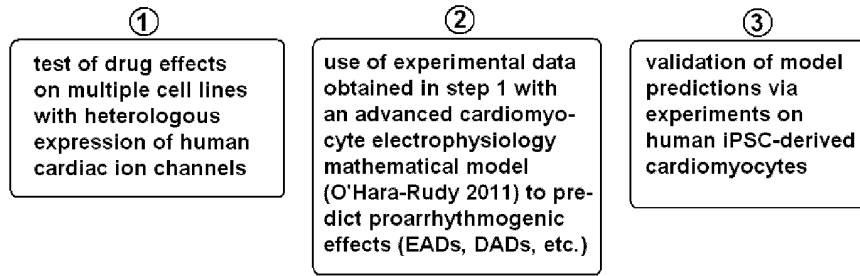 1
test of drug effects
on multiple cell lines
with heterologous
expression of human
cardiac ion channels
2
use of experimental data
obtained in step 1 with
an advanced cardiomyo-
cyte electrophysiology
mathematical model
(O'Hara-Rudy 2011) to pre-
dict proarrhythmogenic
effects (EADs, DADs, etc.)
3
validation of model
predictions via
experiments on
human iPSC-derived
cardiomyocytes